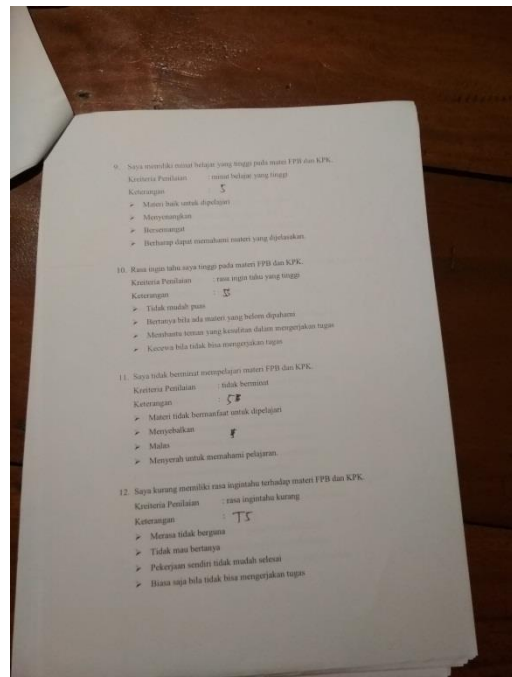 9. Saya memiliki minat belajar yang tinggi pada materi FPB dan KPK.
Kreiteria Penilaian : minat belajar yang tinggi
Keterangan : S
➢ Materi baik untuk dipelajari
➢ Menyenangkan
➢ Bersemangat
➢ Berharap dapat memahami materi yang dijelasakan.
10. Rasa ingin tahu saya tinggi pada materi FPB dan KPK.
Kreiteria Penilaian : rasa ingin tahu yang tinggi
Keterangan :
➢ Tidak mudah puas
➢ Bertanya bila ada materi yang belum dipahami
➢ Membantu teman yang kesulitan dalam mengerjakan tugas
➢ Kecewa bila tidak bisa mengerjakan tugas
11. Saya tidak berminat mempelajari materi FPB dan KPK.
Kreiteria Penilaian : tidak berminat
Keterangan :
➢ Materi tidak bermanfaat untuk dipelajari
➢ Menyebalkan
➢ Malas
➢ Menyerah untuk memahami pelajaran.
12. Saya kurang memiliki rasa ingintahu terhadap materi FPB dan KPK.
Kreiteria Penilaian : rasa ingintahu kurang
Keterangan : TS
➢ Merasa tidak berguna
➢ Tidak mau bertanya
➢ Pekerjaan sendiri tidak mudah selesai
➢ Biasa saja bila tidak bisa mengerjakan tugas